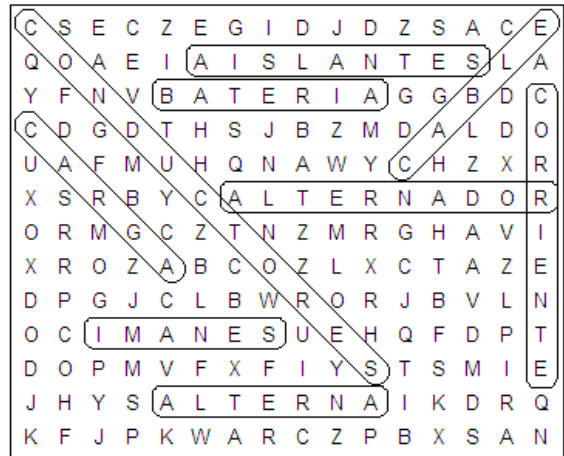 C S E C Z E G I D J D Z S A C E
Q O A E I A I S L A N T E S L A
Y F N V B A T E R I A G G B D C
C D G D T H S J B Z M D A L D O
U A F M U H Q N A W Y C H Z X R
X S R B Y C A L T E R N A D O R
O R M G C Z T N Z M R G H A V I
X R O Z A B C O Z L X C T A Z E
D P G J C L B W R O R J B V L N
O C I M A N E S U E H Q F D P T
D O P M V F X F I Y S T S M I E
J H Y S A L T E R N A I K D R Q
K F J P K W A R C Z P B X S A N